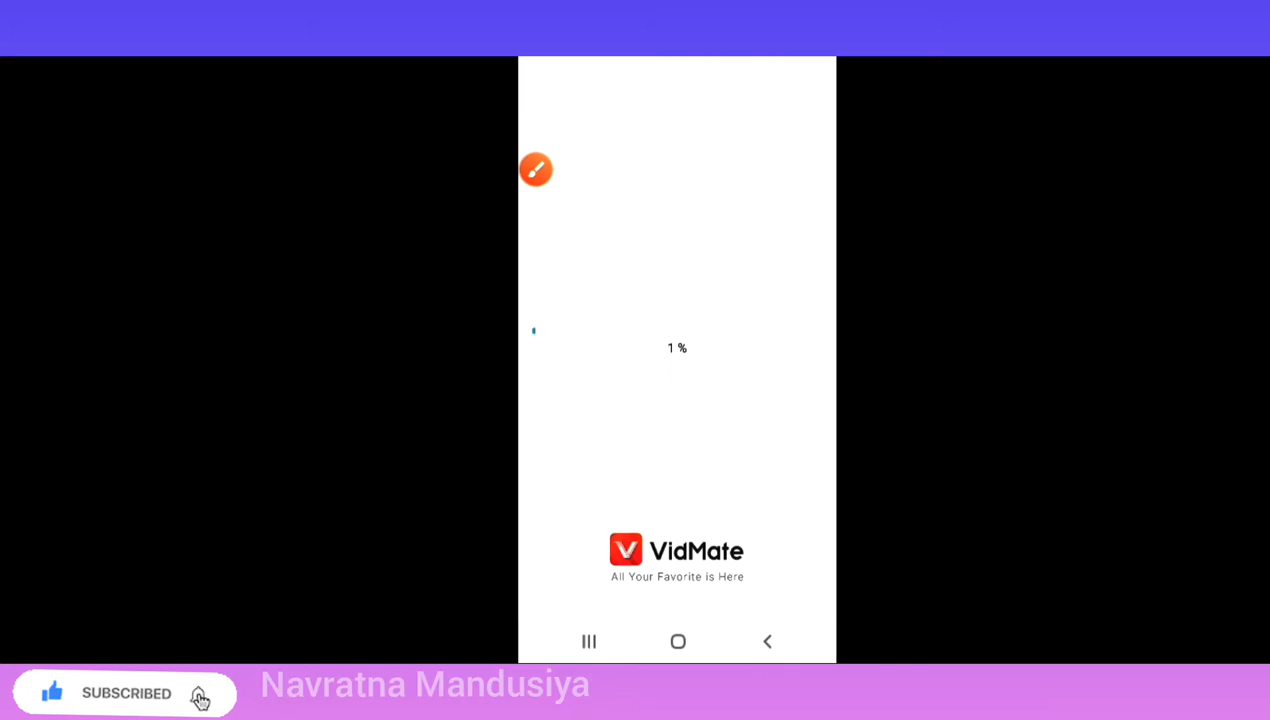 1 %
VidMate
All Your Favorite is Here
SUBSCRIBED
Navratna Mandusiya